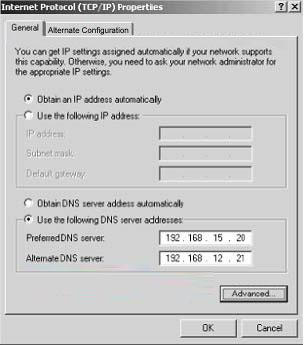 Internet Protocol (TCP/IP) Properties
General
Alternate Configuration
You can get IP settings assigned automatically if your network supports
this capability. Otherwise, you need to ask your network administrator for
the appropriate IP settings.
Obtain an IP address automatically
Use the following IP address:
IP address:
Subnet mask:
Default gateway:
Obtain DNS server address automatically
Use the following DNS server addresses:
Preferred DNS server: 192 . 168 . 15 . 20
Alternate DNS server: 192 . 168 . 12 . 21
Advanced...
OK Cancel